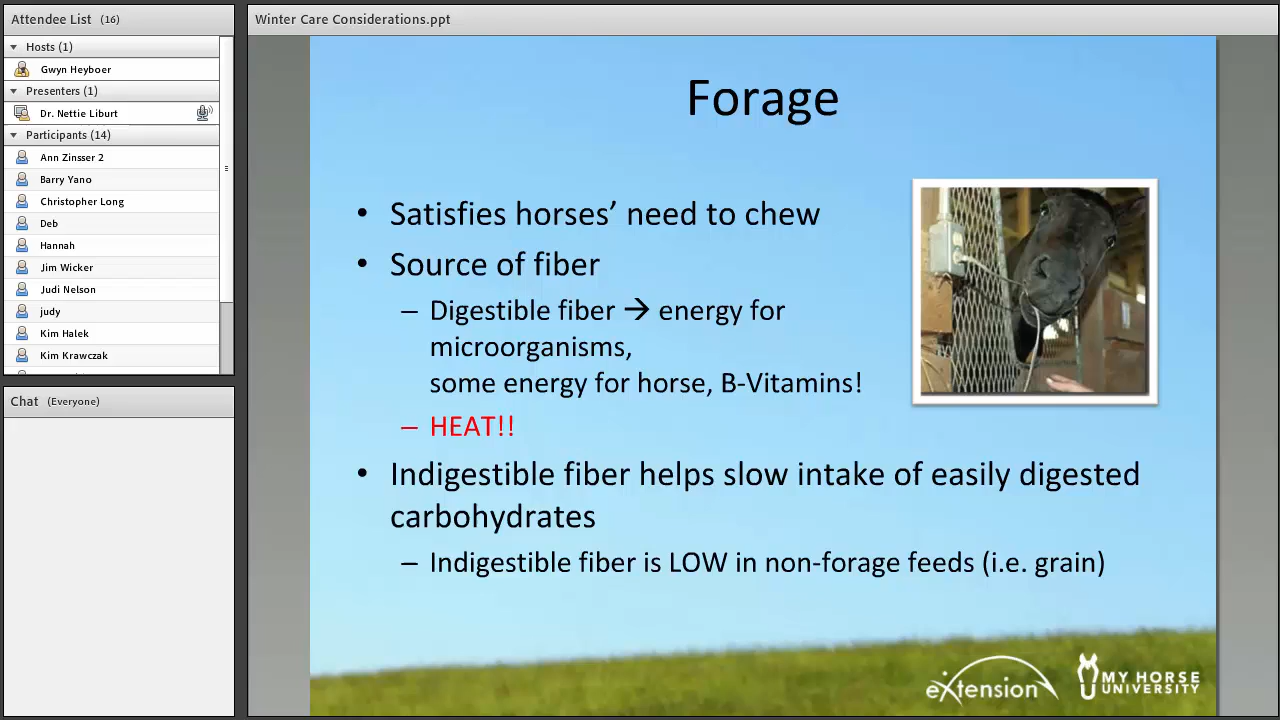 Attendee List (16)
Hosts (1)
Gwyn Heyboer
Presenters (1)
Dr. Nettie Liburt
Participants (14)
Ann Zinsser 2
Barry Yano
Christopher Long
Deb
Hannah
Jim Wicker
Judi Nelson
judy
Kim Halek
Kim Krawczak
Chat (Everyone)
Winter Care Considerations.ppt
Forage
• Satisfies horses’ need to chew
• Source of fiber
– Digestible fiber → energy for
microorganisms,
some energy for horse, B-Vitamins!
– HEAT!!
• Indigestible fiber helps slow intake of easily digested
carbohydrates
– Indigestible fiber is LOW in non-forage feeds (i.e. grain)
eXtension
MY HORSE
UNIVERSITY